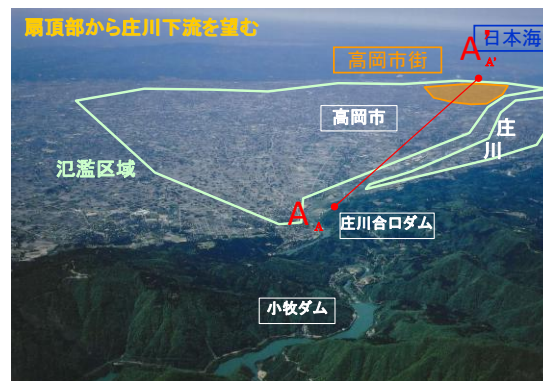 扇頂部から庄川下流を望む
日本海
A'
A'
高岡市街
高岡市
庄
川
氾濫区域
A
A
庄川合口ダム
小牧ダム